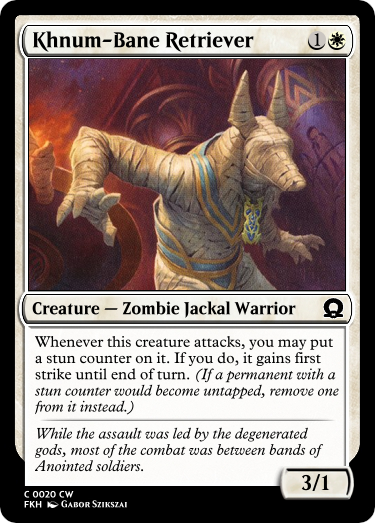 Khnum-Bane Retriever
1
Creature — Zombie Jackal Warrior
Whenever this creature attacks, you may put
a stun counter on it. If you do, it gains first
strike until end of turn. (If a permanent with a
stun counter would become untapped, remove one
from it instead.)
While the assault was led by the degenerated
gods, most of the combat was between bands of
Anointed soldiers.
3/1
C 0020 CW
FKH Gabor Szikszai